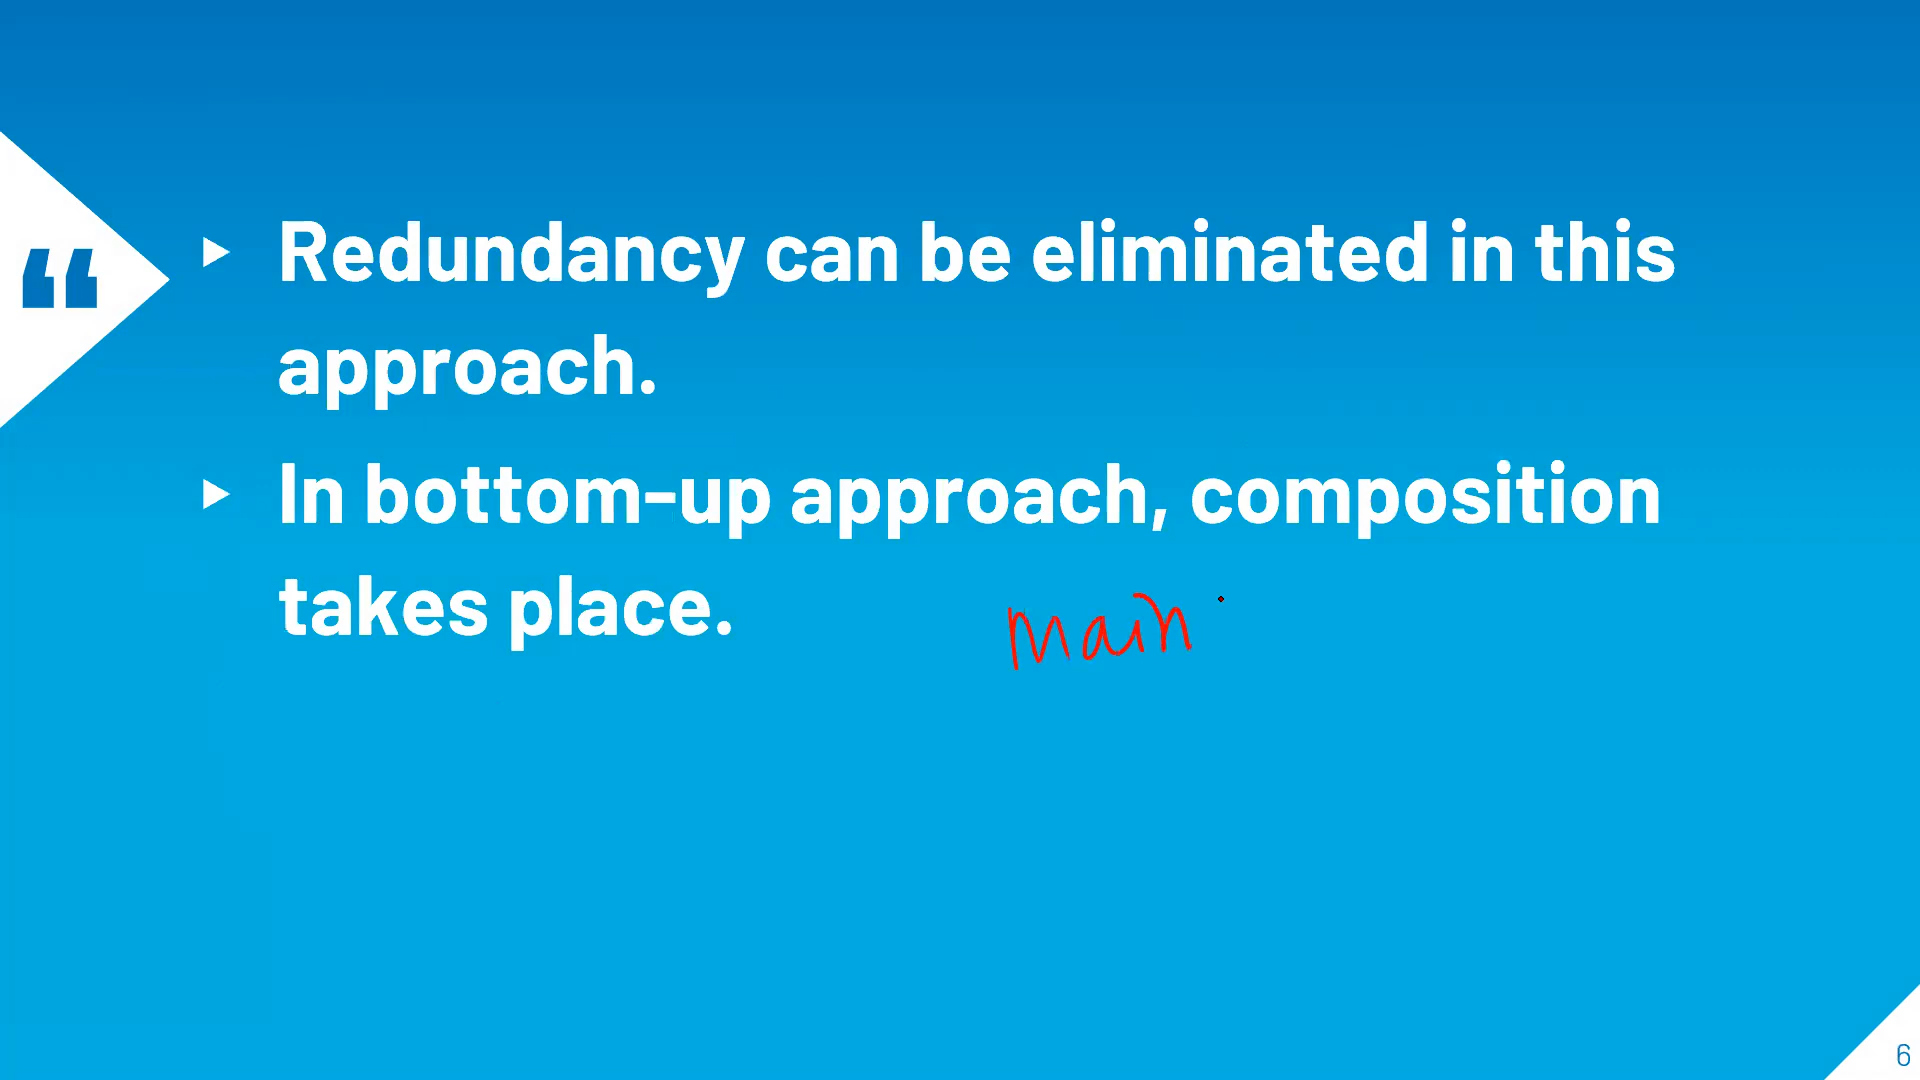 “
▶ Redundancy can be eliminated in this
approach.
▶ In bottom-up approach, composition
takes place.
main
6